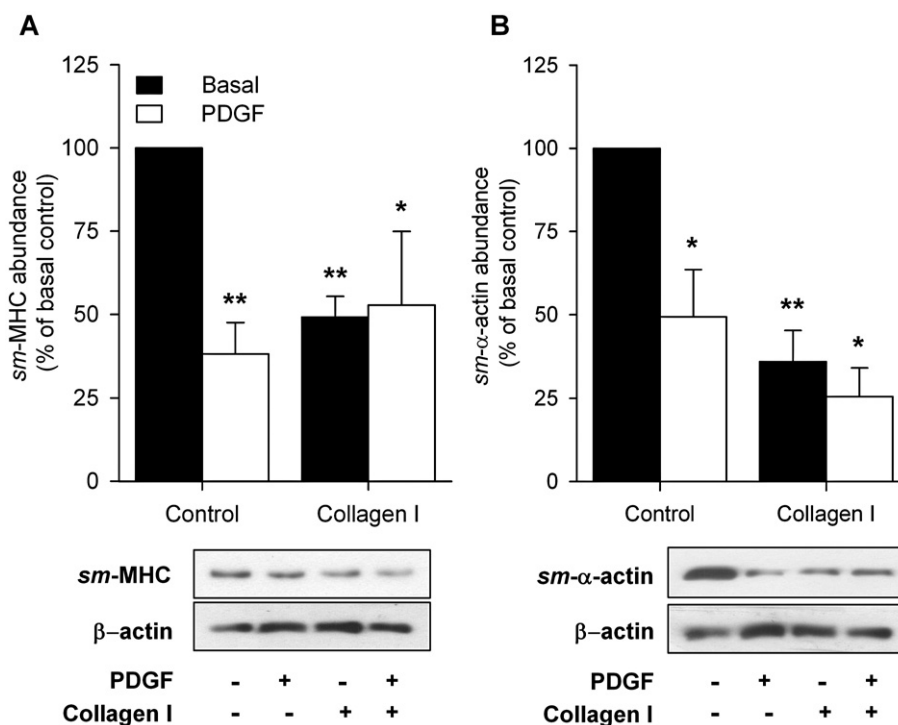 A
sm-MHC abundance
(% of basal control)
125
100
75
50
25
0
Basal
PDGF
**
**
*
Control Collagen I
sm-MHC
β–actin
PDGF - + - +
Collagen I - - + +
B
sm-α-actin abundance
(% of basal control)
125
100
75
50
25
0
*
**
*
Control Collagen I
sm-α-actin
β–actin
PDGF - + - +
Collagen I - - + +